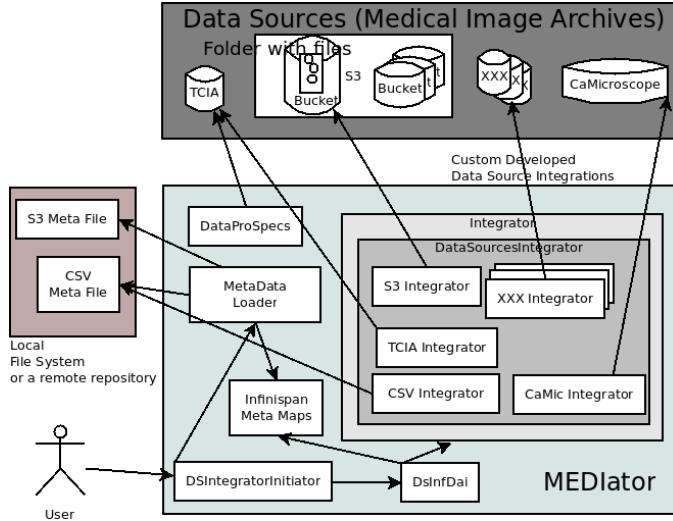 Data Sources (Medical Image Archives)
Folder with files
TCIA
Bucket
S3
Bucket
t
t
XXX
X
X
CaMicroscope
Custom Developed
Data Source Integrations
S3 Meta File
CSV
Meta File
Local
File System
or a remote repository
DataProSpecs
MetaData
Loader
Infinispan
Meta Maps
Integrator
DataSourcesIntegrator
S3 Integrator
XXX Integrator
TCIA Integrator
CSV Integrator
CaMic Integrator
User
DSIntegratorInitiator
DsInfDai
MEDIator